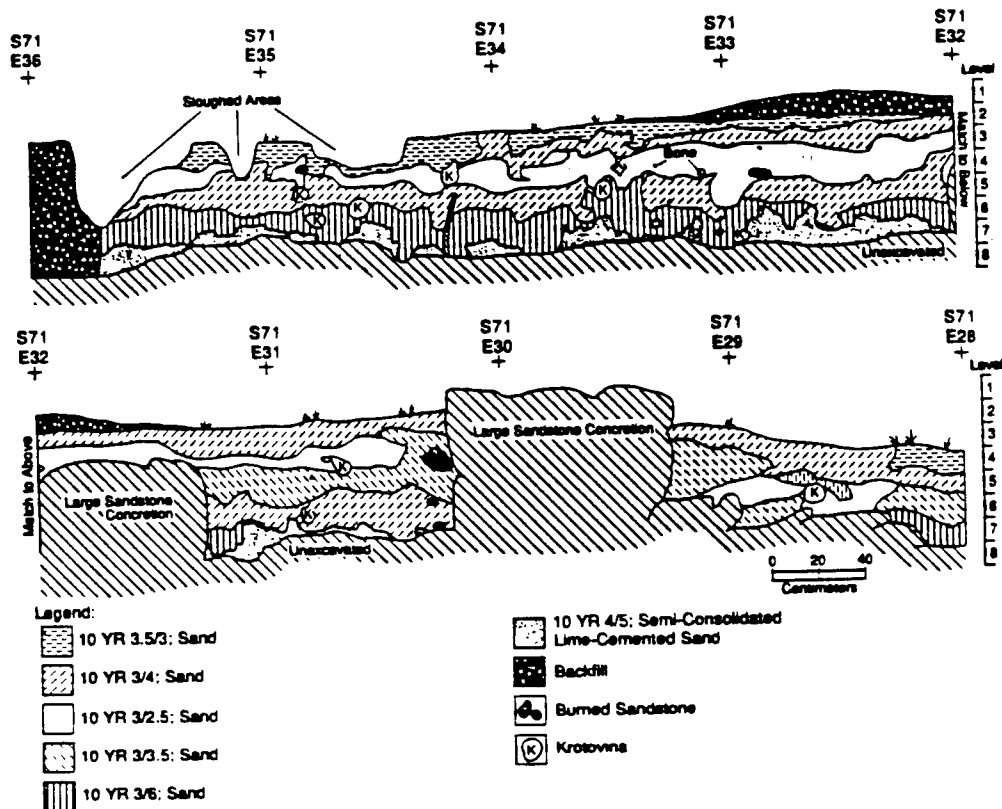 S71 S71 S71 S71 S71
E36 E35 E34 E33 E32
Level
Sloughed Areas
1
2
3
4
5
6
7
8
Bone
Match to Below
K
K
K
K
K
K
Unexcavated
S71 S71 S71 S71 S71
E32 E31 E30 E29 E28
Level
1
2
3
4
5
6
7
8
Match to Above
Large Sandstone Concretion
Large Sandstone
Concretion
K
K
K
Unexcavated
0 20 40
Centimeters
Legend:
10 YR 3.5/3; Sand
10 YR 3/4; Sand
10 YR 3/2.5; Sand
10 YR 3/3.5; Sand
10 YR 3/6; Sand
10 YR 4/5; Semi-Consolidated
Lime-Cemented Sand
Backfill
Burned Sandstone
K Krotovina